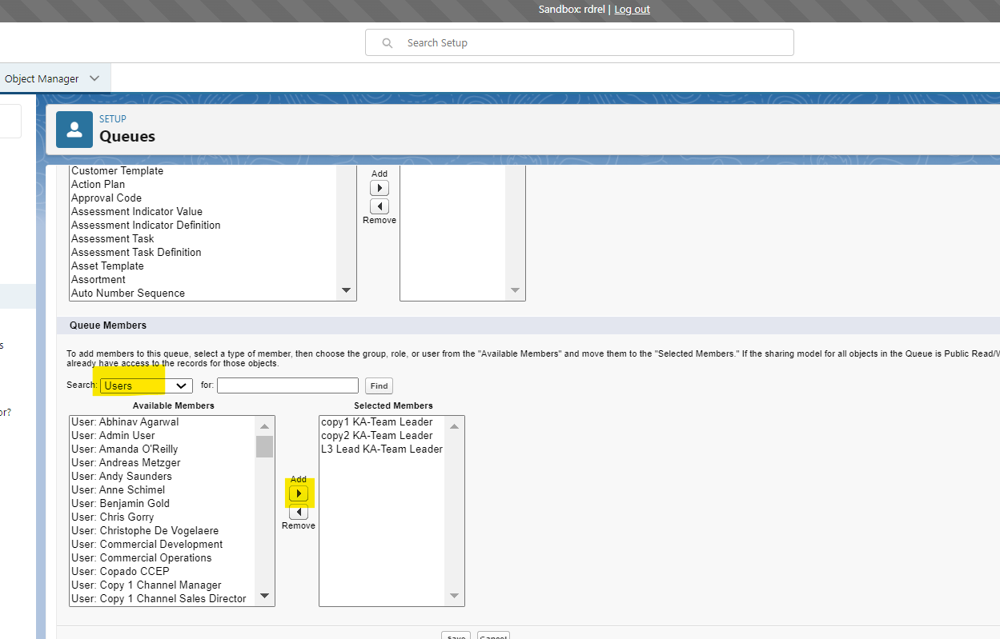 Sandbox: rdrel | Log out
Search Setup
Object Manager
SETUP
Queues
Customer Template
Action Plan
Approval Code
Assessment Indicator Value
Assessment Indicator Definition
Assessment Task
Assessment Task Definition
Asset Template
Assortment
Auto Number Sequence
Add
Remove
Queue Members
To add members to this queue, select a type of member, then choose the group, role, or user from the "Available Members" and move them to the "Selected Members." If the sharing model for all objects in the Queue is Public Read/W
already have access to the records for those objects.
s
or?
Search: Users for: Find
Available Members
User: Abhinav Agarwal
User: Admin User
User: Amanda O'Reilly
User: Andreas Metzger
User: Andy Saunders
User: Anne Schimel
User: Benjamin Gold
User: Chris Gorry
User: Christophe De Vogelaere
User: Commercial Development
User: Commercial Operations
User: Copado CCEP
User: Copy 1 Channel Manager
User: Copy 1 Channel Sales Director
Add
Remove
Selected Members
copy1 KA-Team Leader
copy2 KA-Team Leader
L3 Lead KA-Team Leader
Save Cancel